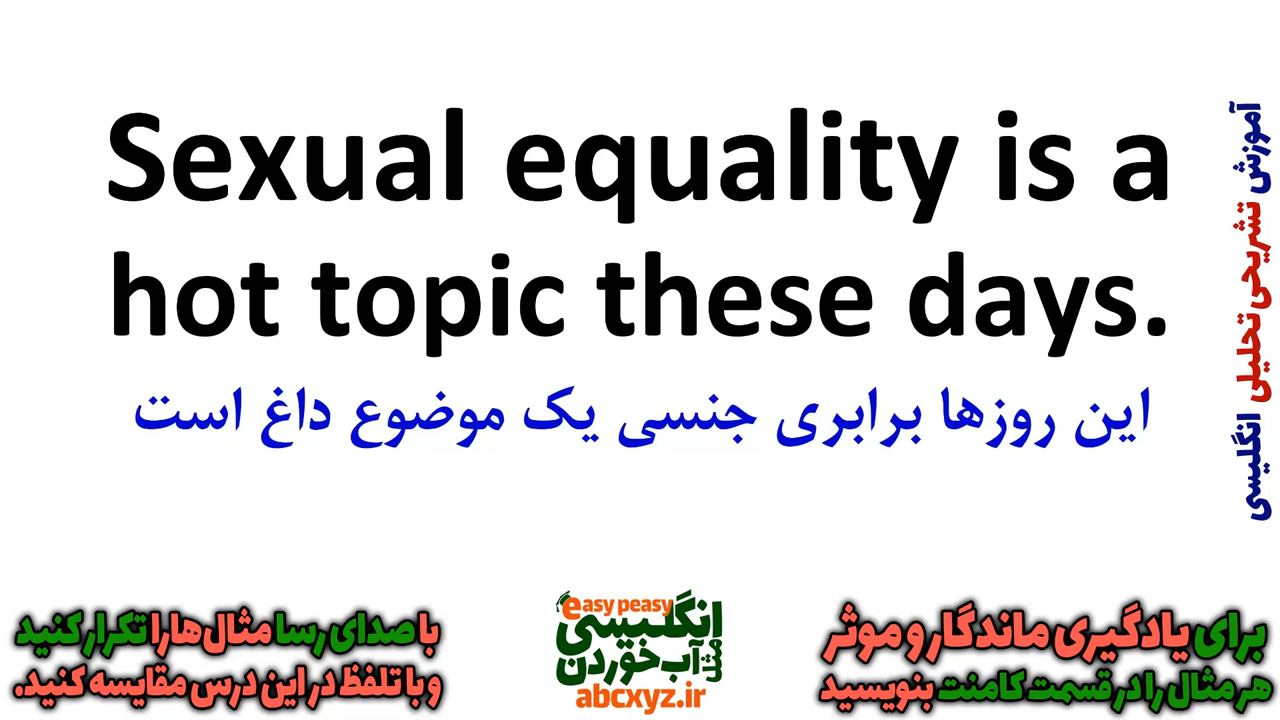 Sexual equality is a
hot topic these days.
این روزها برابری جنسی یک موضوع داغ است
آموزش تشریحی تحلیلی انگلیسی
برای یادگیری ماندگار و موثر
هر مثال را در قسمت کامنت بنویسید
easy peasy
انگلیسی
مثل آب خوردن
abcxyz.ir
با صدای رسا مثال‌ها را تکرار کنید
و با تلفظ در این درس مقایسه کنید.